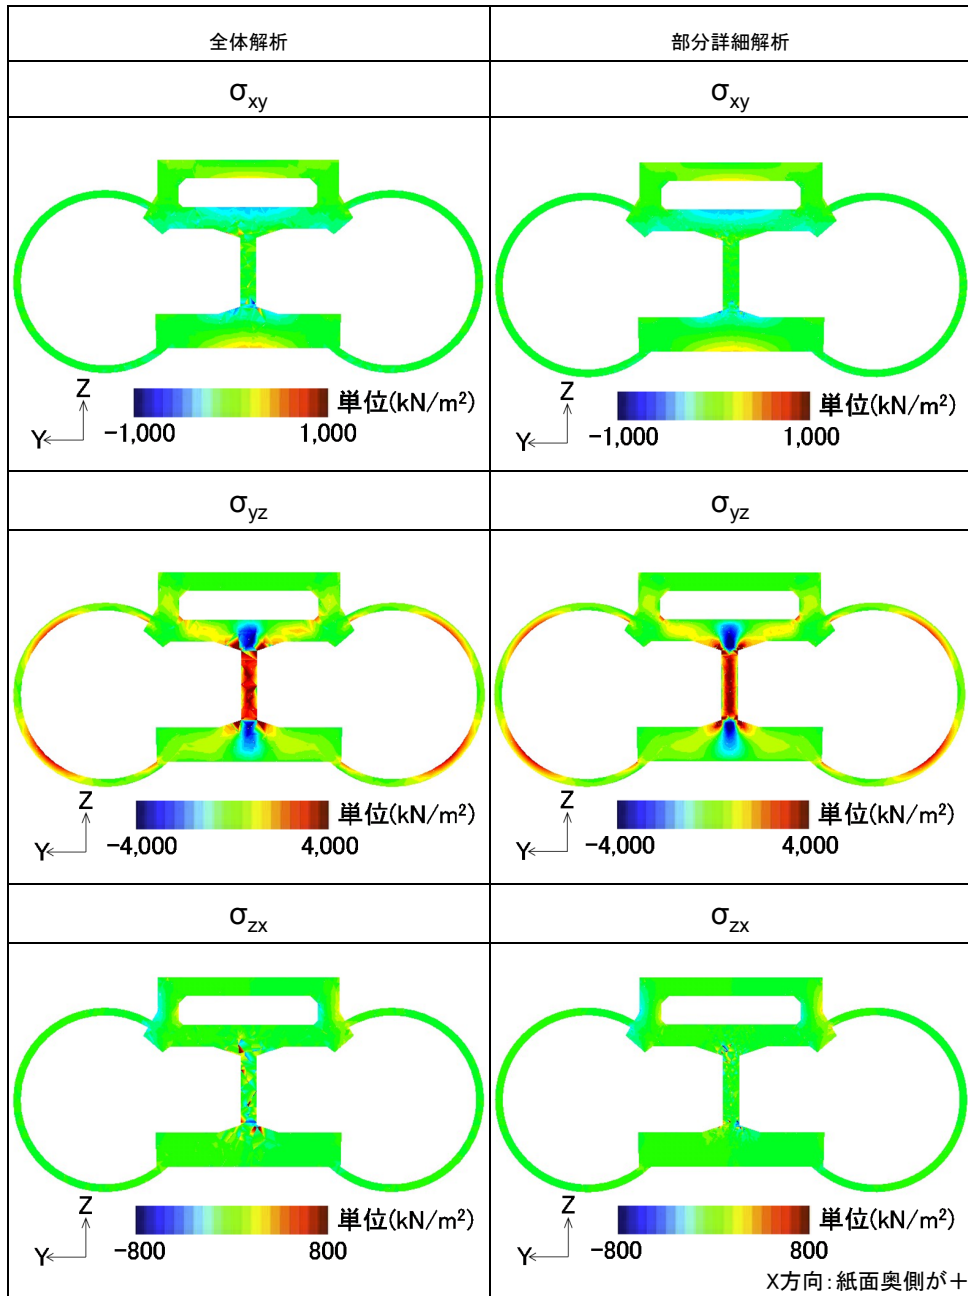 全体解析 部分詳細解析
σxy σxy
Z Z
単位(kN/m²) 単位(kN/m²)
Y −1,000 1,000 Y −1,000 1,000
σyz σyz
Z Z
単位(kN/m²) 単位(kN/m²)
Y −4,000 4,000 Y −4,000 4,000
σzx σzx
Z Z
単位(kN/m²) 単位(kN/m²)
Y -800 800 Y -800 800
X方向:紙面奥側が＋